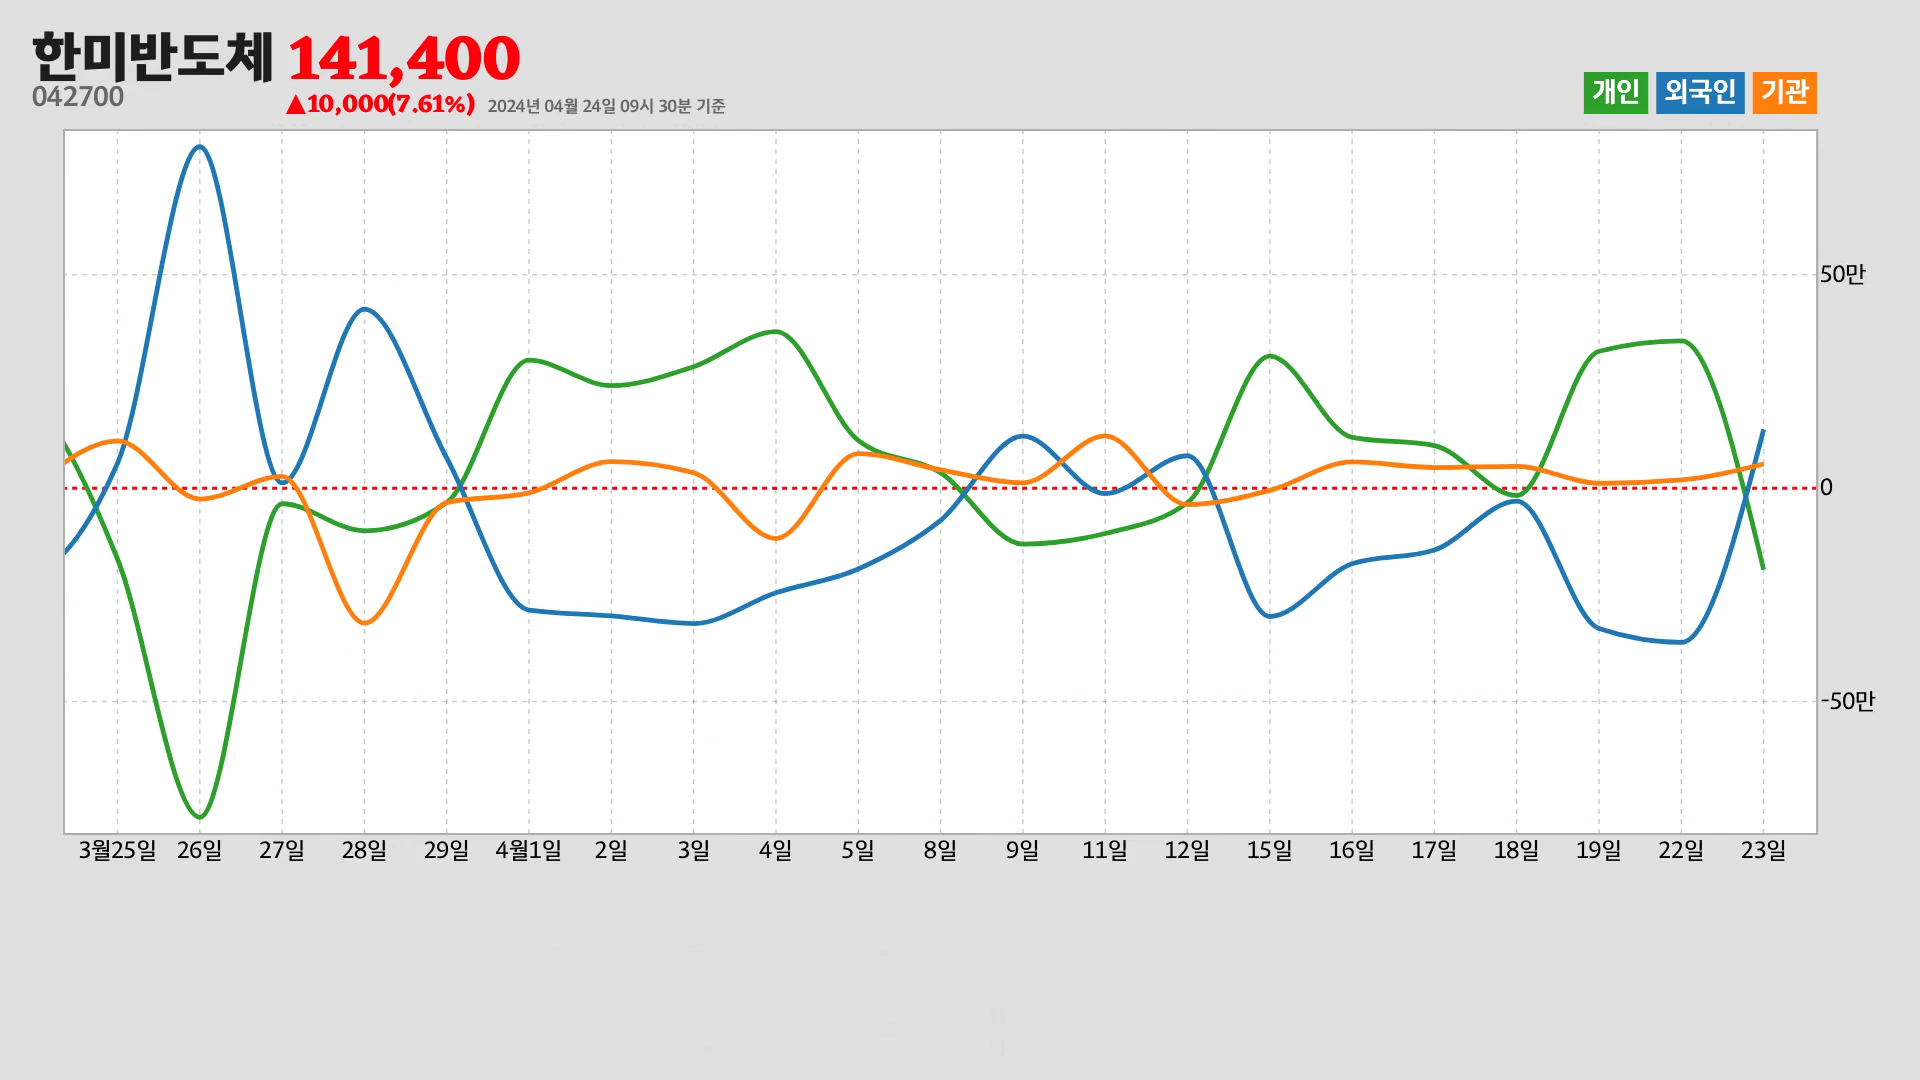 한미반도체 141,400
042700
▲10,000(7.61%) 2024년 04월 24일 09시 30분 기준
개인 외국인 기관
50만
0
-50만
3월25일 26일 27일 28일 29일 4월1일 2일 3일 4일 5일 8일 9일 11일 12일 15일 16일 17일 18일 19일 22일 23일